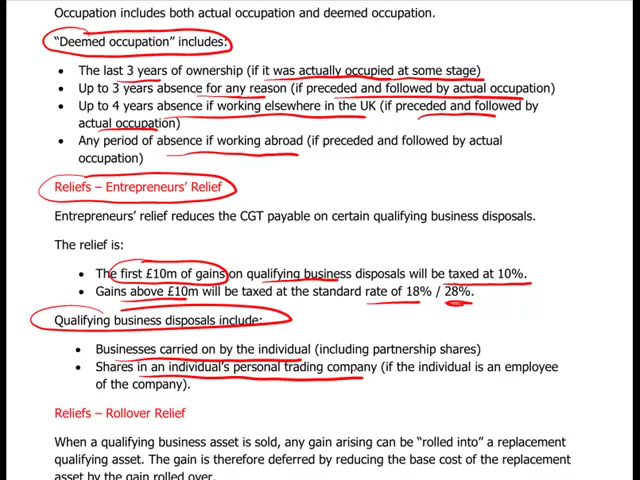 Occupation includes both actual occupation and deemed occupation.
“Deemed occupation” includes:
• The last 3 years of ownership (if it was actually occupied at some stage)
• Up to 3 years absence for any reason (if preceded and followed by actual occupation)
• Up to 4 years absence if working elsewhere in the UK (if preceded and followed by
actual occupation)
• Any period of absence if working abroad (if preceded and followed by actual
occupation)
Reliefs – Entrepreneurs’ Relief
Entrepreneurs’ relief reduces the CGT payable on certain qualifying business disposals.
The relief is:
• The first £10m of gains on qualifying business disposals will be taxed at 10%.
• Gains above £10m will be taxed at the standard rate of 18% / 28%.
Qualifying business disposals include:
• Businesses carried on by the individual (including partnership shares)
• Shares in an individual’s personal trading company (if the individual is an employee
of the company).
Reliefs – Rollover Relief
When a qualifying business asset is sold, any gain arising can be “rolled into” a replacement
qualifying asset. The gain is therefore deferred by reducing the base cost of the replacement
asset by the gain rolled over.